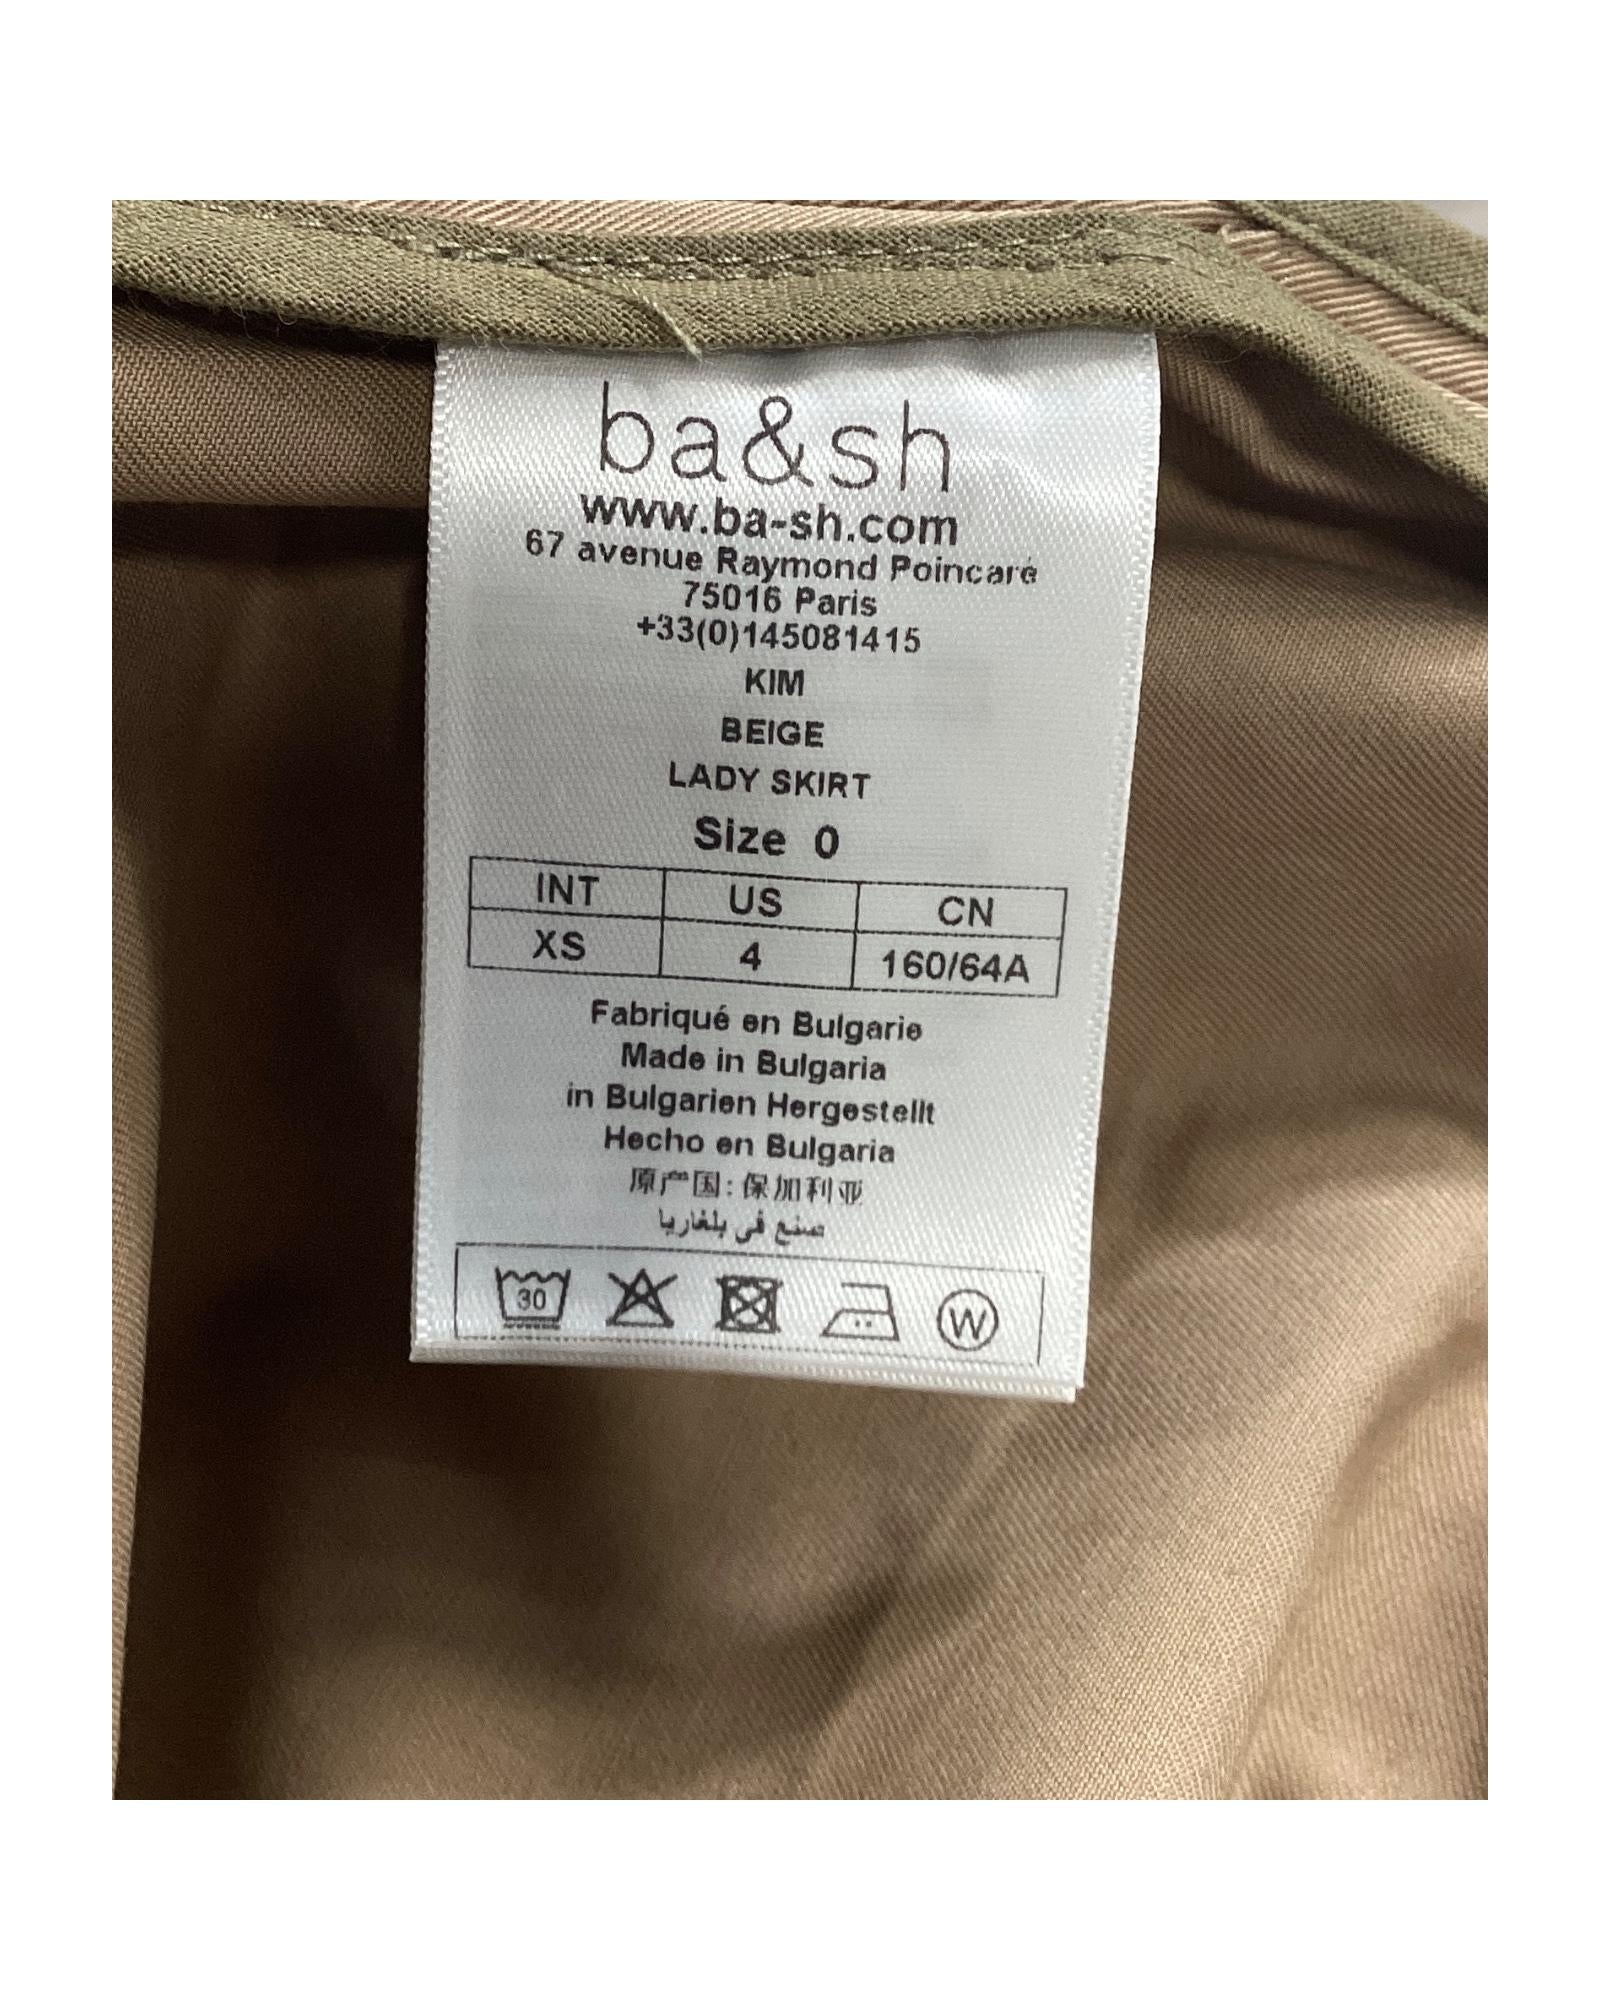 ba&sh
www.ba-sh.com
67 avenue Raymond Poincaré
75016 Paris
+33(0)145081415
KIM
BEIGE
LADY SKIRT
Size 0
INT US CN
XS 4 160/64A
Fabriqué en Bulgarie
Made in Bulgaria
in Bulgarien Hergestellt
Hecho en Bulgaria
原产国: 保加利亚
صنع في بلغاريا
30 W